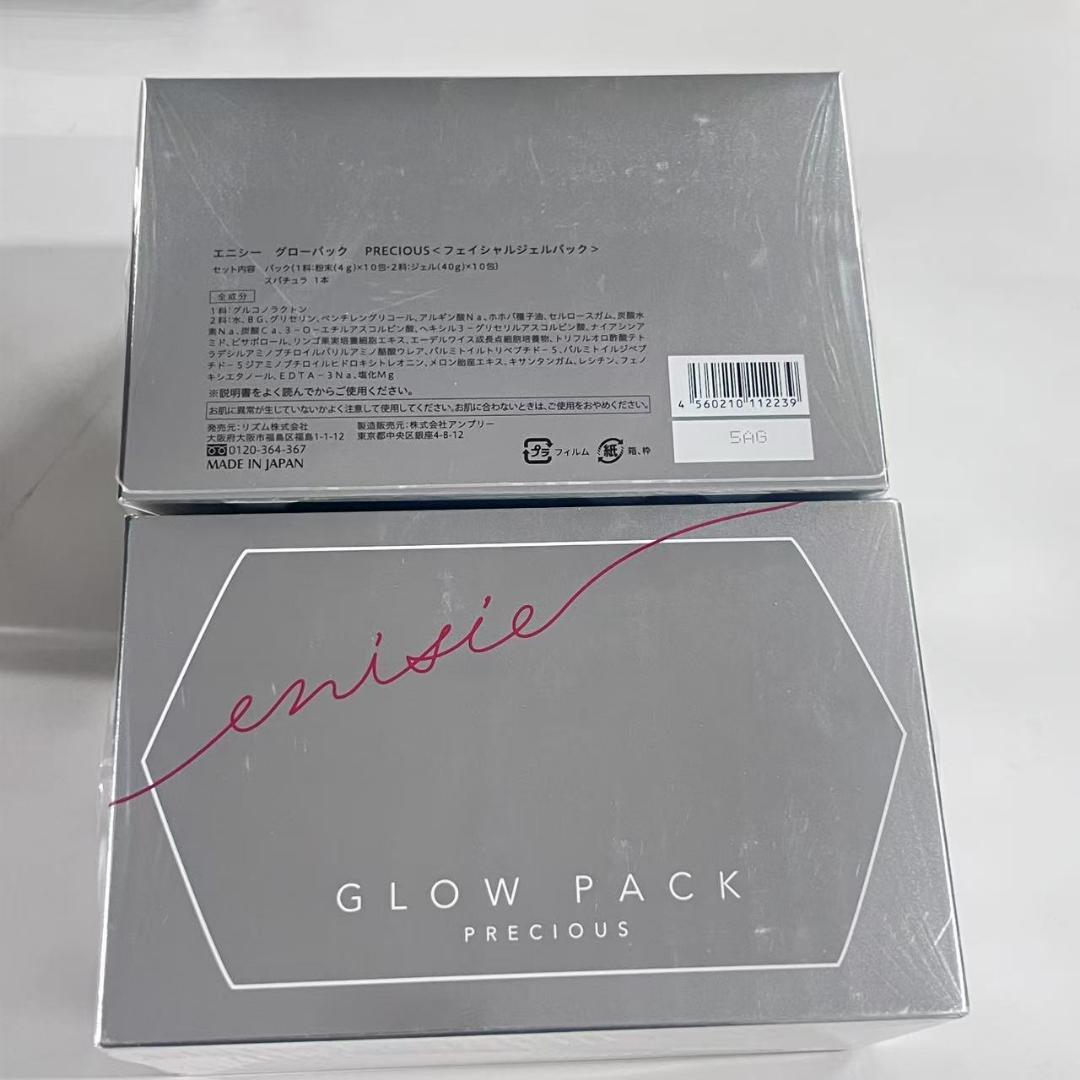 エニシー グローパック PRECIOUS＜フェイシャルジェルパック＞
セット内容 パック(1料:粉末(4g)×10包・2料:ジェル(40g)×10包)
スパチュラ 1本
全成分
1料:グルコノラクトン
2料:水、BG、グリセリン、ペンチレングリコール、アルギン酸Na、ホホバ種子油、セルロースガム、炭酸水
素Na、炭酸Ca、3-O-エチルアスコルビン酸、ヘキシル3-グリセリルアスコルビン酸、ナイアシンア
ミド、ビサボロール、リンゴ果実培養細胞エキス、エーデルワイス成長点細胞培養物、トリフルオロ酢酸テト
ラデシルアミノブチロイルバリルアミノ酪酸ウレア、パルミトイルトリペプチド-5、パルミトイルジペプ
チド-5ジアミノブチロイルヒドロキシトレオニン、メロン胎座エキス、キサンタンガム、レシチン、フェノ
キシエタノール、EDTA-3Na、塩化Mg
※説明書をよく読んでからご使用ください。
お肌に異常が生じていないかよく注意して使用してください。お肌に合わないときは、ご使用をおやめください。
発売元:リズム株式会社 製造販売元:株式会社アンプリー
大阪府大阪市福島区福島1-1-12 東京都中央区銀座4-8-12
0120-364-367
MADE IN JAPAN
プラ フィルム 紙 箱、枠
4 560210 112239
5AG
enisie
GLOW PACK
PRECIOUS